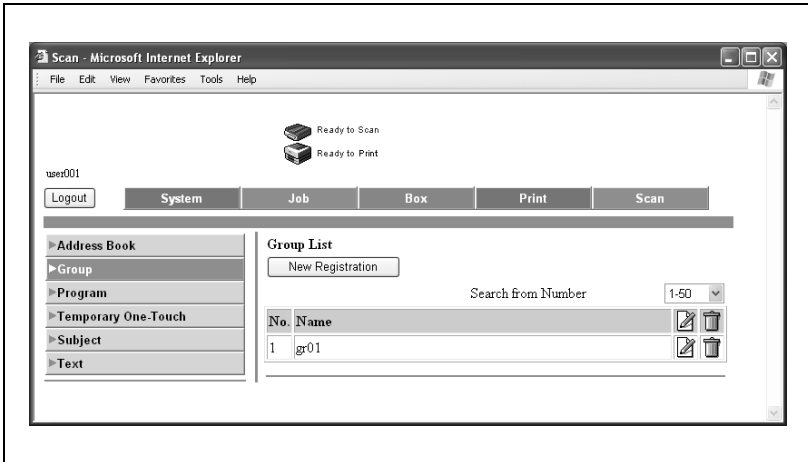 Scan - Microsoft Internet Explorer
File Edit View Favorites Tools Help
Ready to Scan
Ready to Print
user001
Logout System Job Box Print Scan
Address Book
Group
Program
Temporary One-Touch
Subject
Text
Group List
New Registration
Search from Number 1-50
No. Name
1 gr01